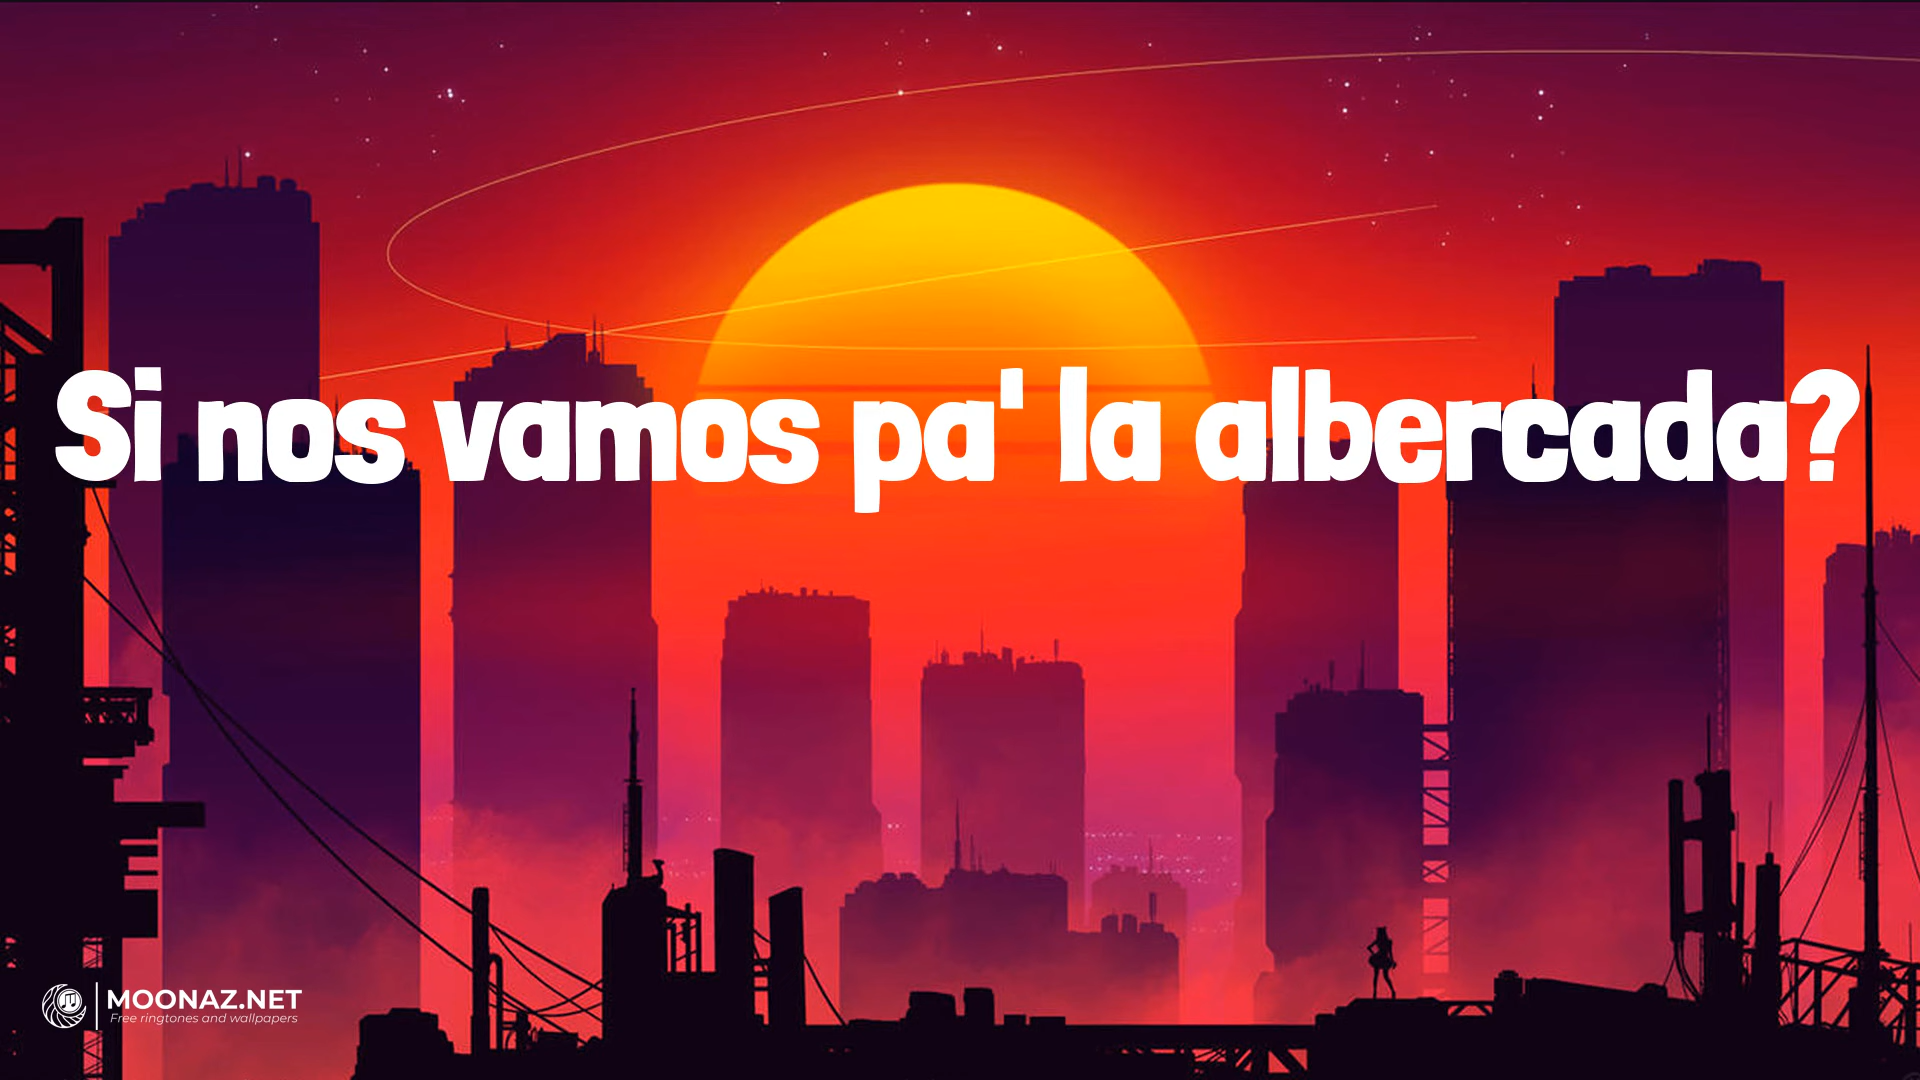 Si nos vamos pa' la albercada?
MOONAZ.NET
Free ringtones and wallpapers